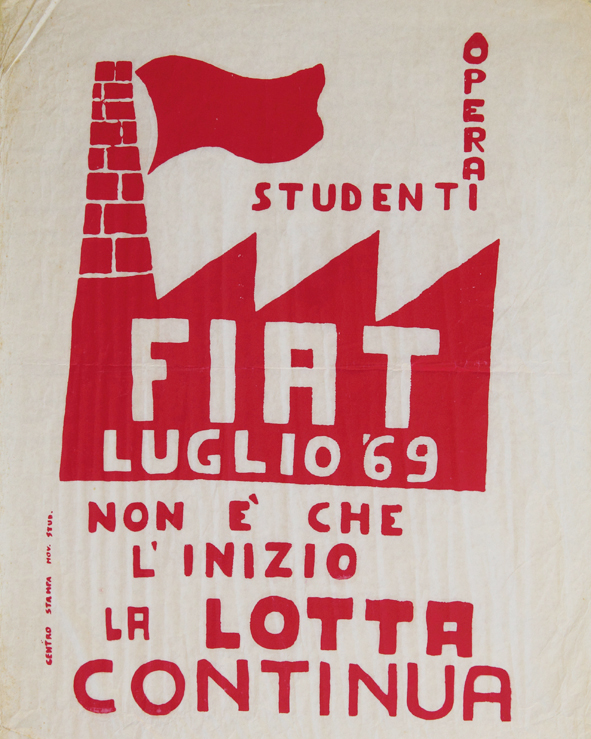 OPERAI
STUDENTI
FIAT
LUGLIO '69
NON È CHE
L'INIZIO
LA LOTTA
CONTINUA
CENTRO STAMPA MOV. STUD.